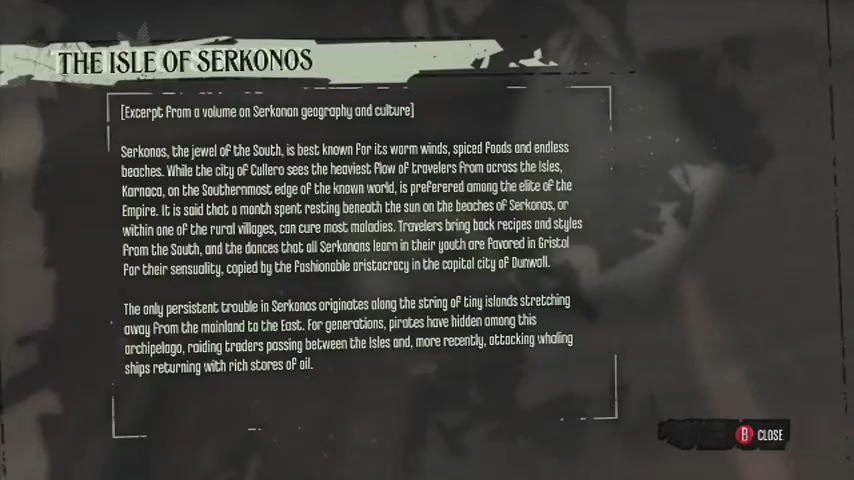 THE ISLE OF SERKONOS
[Excerpt from a volume on Serkonan geography and culture]
Serkonos, the jewel of the South, is best known for its warm winds, spiced foods and endless
beaches. While the city of Cullero sees the heaviest flow of travelers from across the Isles,
Karnaca, on the Southernmost edge of the known world, is preferered among the elite of the
Empire. It is said that a month spent resting beneath the sun on the beaches of Serkonos, or
within one of the rural villages, can cure most maladies. Travelers bring back recipes and styles
from the South, and the dances that all Serkonans learn in their youth are favored in Gristol
for their sensuality, copied by the fashionable aristocracy in the capital city of Dunwall.
The only persistent trouble in Serkonos originates along the string of tiny islands stretching
away from the mainland to the East. For generations, pirates have hidden among this
archipelago, raiding traders passing between the Isles and, more recently, attacking whaling
ships returning with rich stores of oil.
B CLOSE